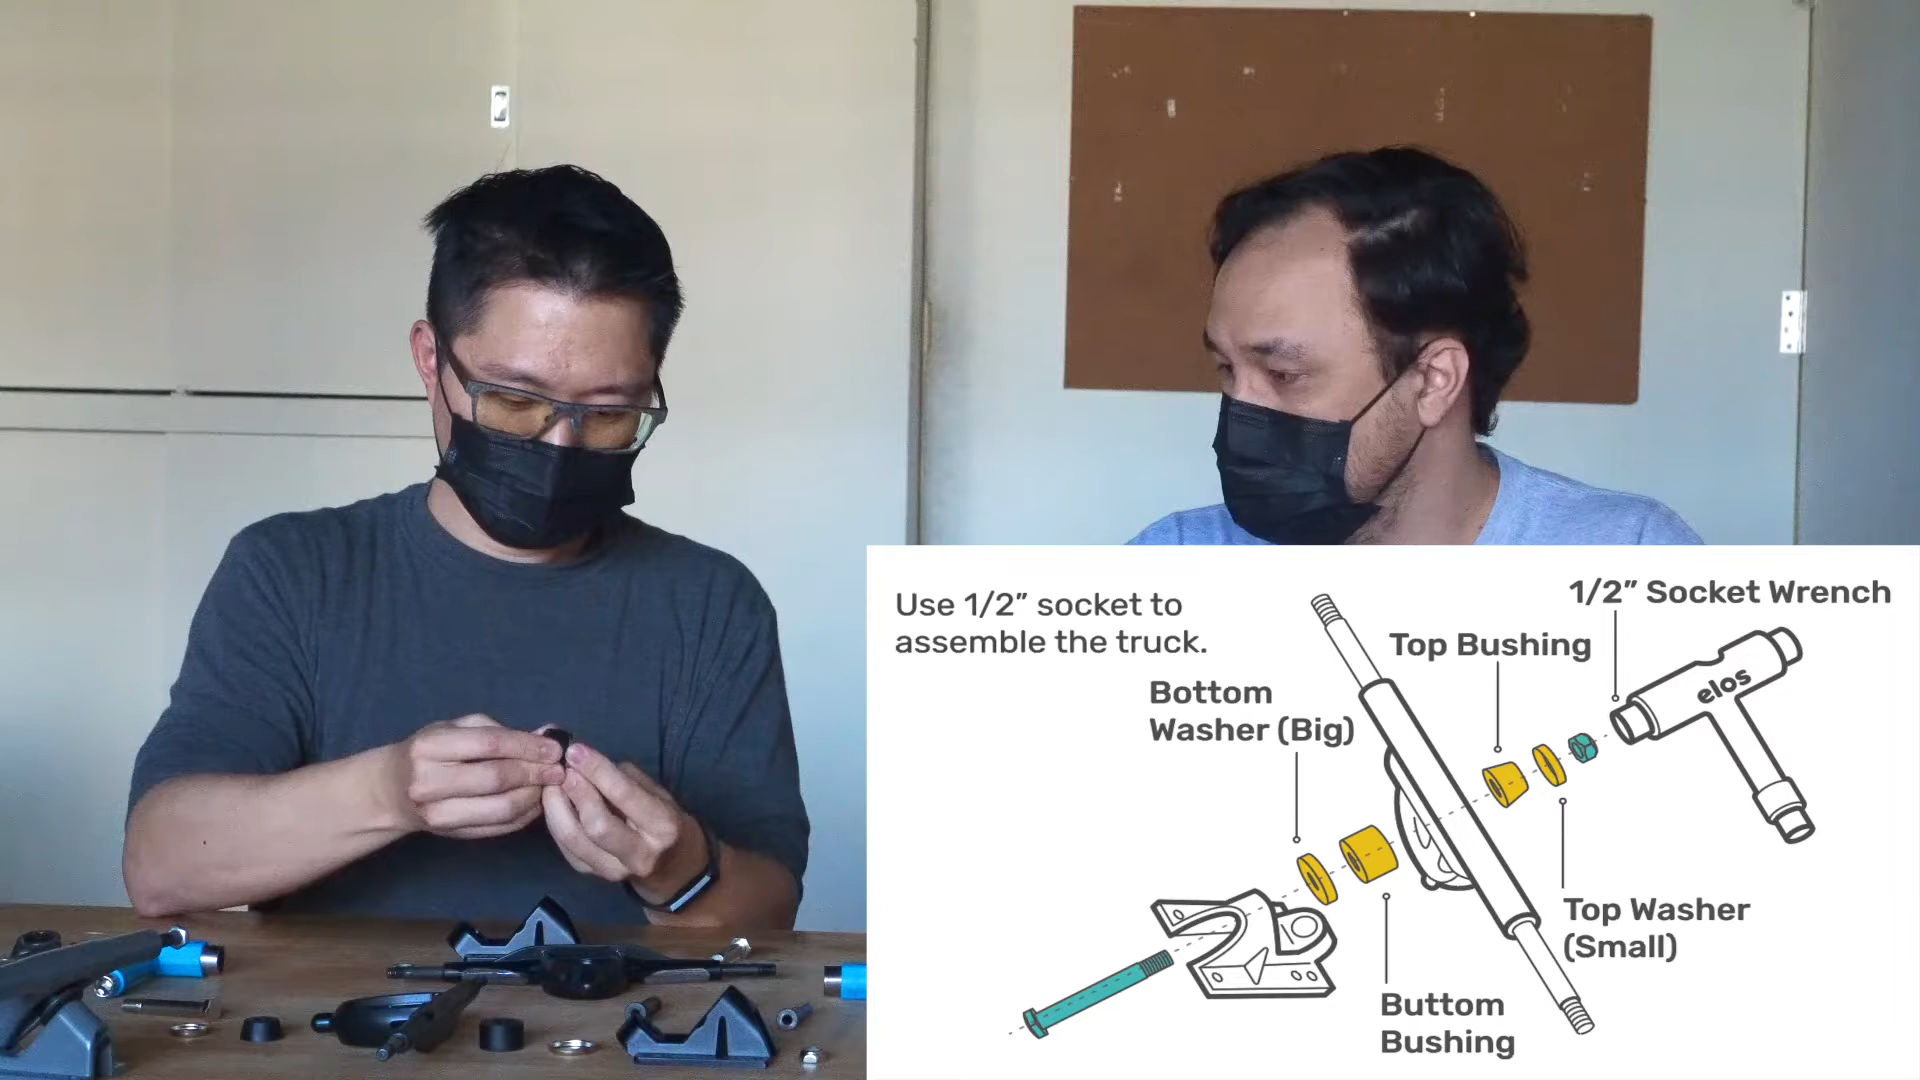 Use 1/2” socket to
assemble the truck.
1/2” Socket Wrench
Top Bushing
Bottom
Washer (Big)
elos
Top Washer
(Small)
Buttom
Bushing